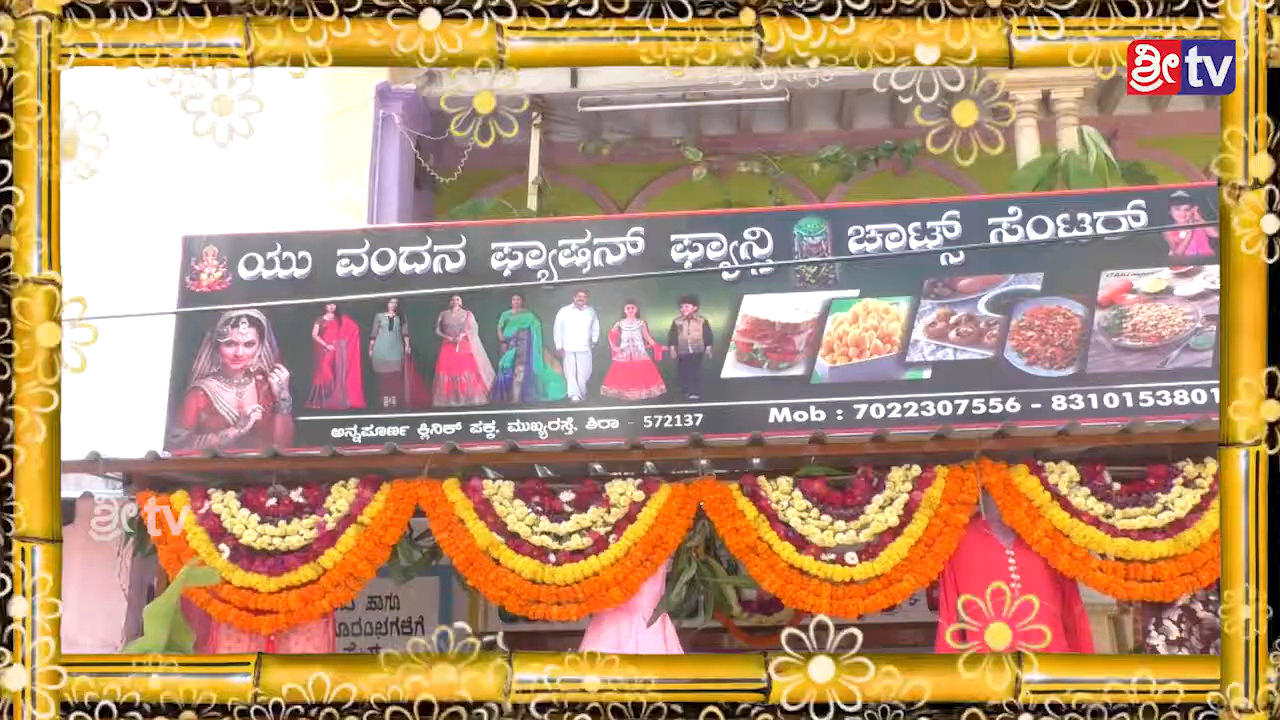 ಶ್ರೀ tv
ಯು ವಂದನ ಫ್ಯಾಷನ್ ಫ್ಯಾನ್ಸಿ ಚಾಟ್ಸ್ ಸೆಂಟರ್
ಅನ್ನಪೂರ್ಣ ಕ್ಲಿನಿಕ್ ಪಕ್ಕ, ಮುಖ್ಯರಸ್ತೆ, ಶಿರಾ - 572137
Mob : 7022307556 - 8310153801
ಶ್ರೀ tv
ಹಾಗೂ